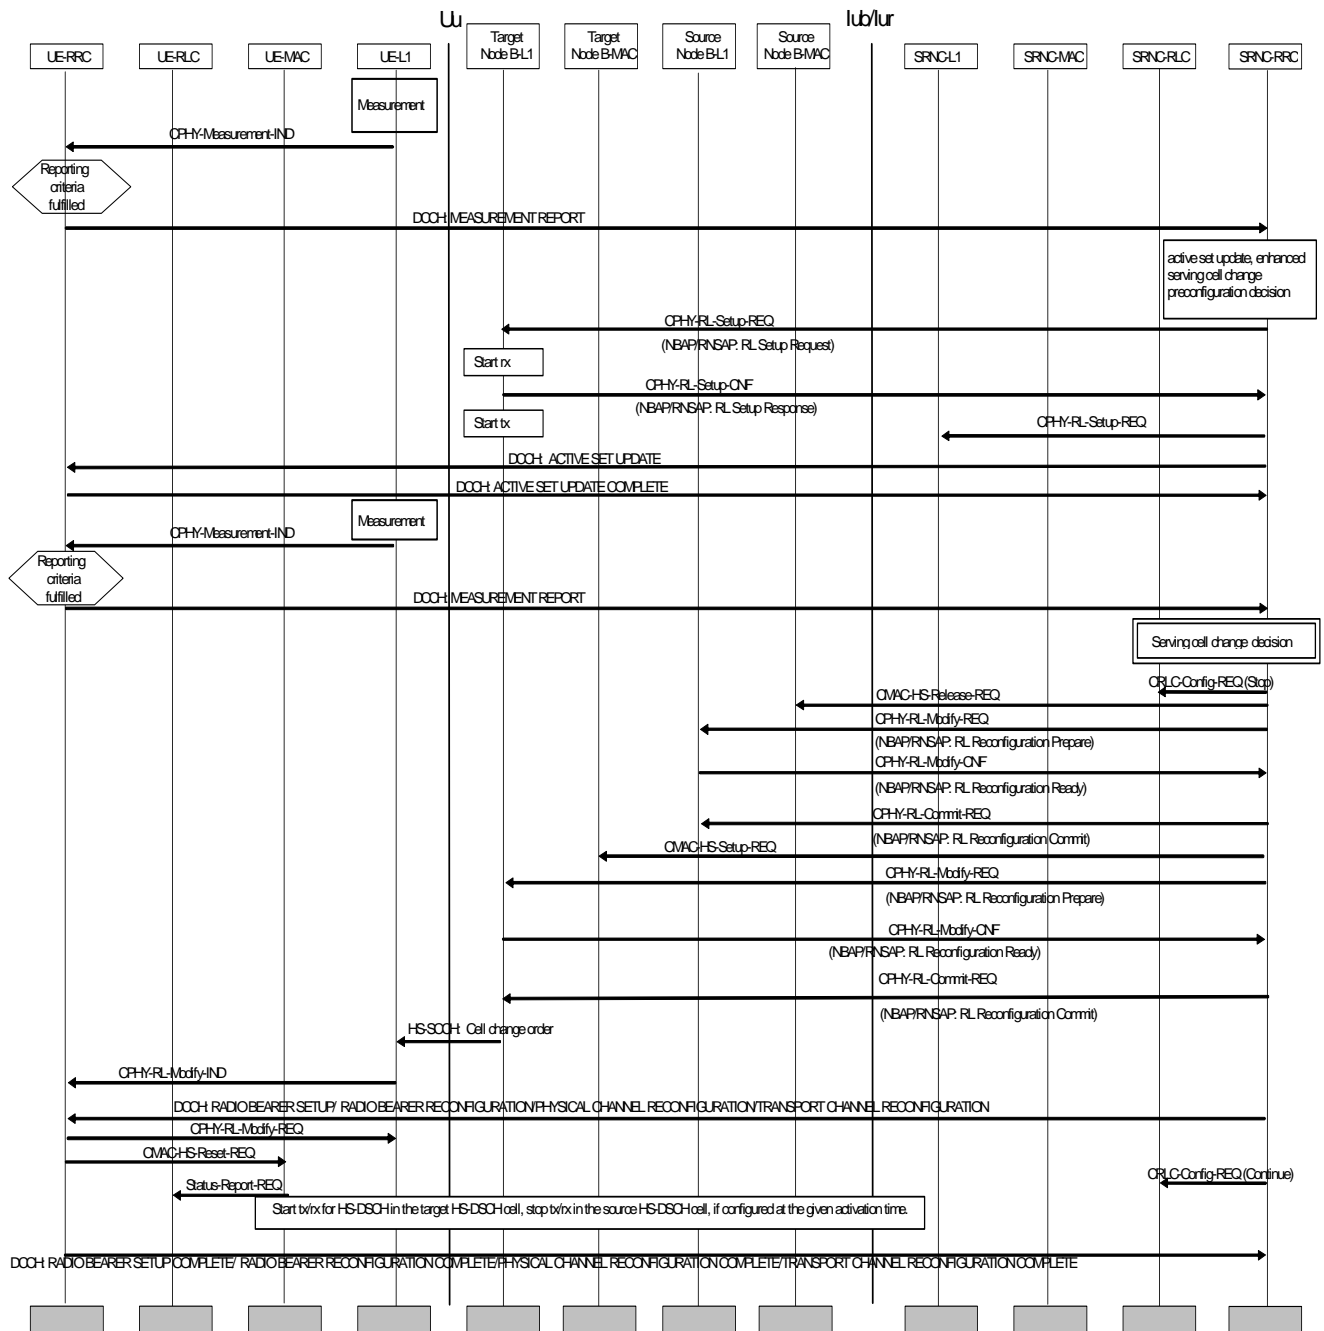 Uu
Iub/Iur
UE-RRC
UE-RLC
UE-MAC
UE-L1
Target
Node B-L1
Target
Node B-MAC
Source
Node B-L1
Source
Node B-MAC
SRNC-L1
SRNC-MAC
SRNC-RLC
SRNC-RRC
Measurement
CPHY-Measurement-IND
Reporting
criteria
fulfilled
DCCH: MEASUREMENT REPORT
active set update, enhanced
serving cell change
preconfiguration decision
CPHY-RL-Setup-REQ
(NBAP/RNSAP: RL Setup Request)
Start rx
CPHY-RL-Setup-CNF
(NBAP/RNSAP: RL Setup Response)
Start tx
CPHY-RL-Setup-REQ
DCCH: ACTIVE SET UPDATE
DCCH: ACTIVE SET UPDATE COMPLETE
Measurement
CPHY-Measurement-IND
Reporting
criteria
fulfilled
DCCH: MEASUREMENT REPORT
Serving cell change decision
CRLC-Config-REQ (Stop)
CMAC-HS-Release-REQ
CPHY-RL-Modify-REQ
(NBAP/RNSAP: RL Reconfiguration Prepare)
CPHY-RL-Modify-CNF
(NBAP/RNSAP: RL Reconfiguration Ready)
CPHY-RL-Commit-REQ
(NBAP/RNSAP: RL Reconfiguration Commit)
CMAC-HS-Setup-REQ
CPHY-RL-Modify-REQ
(NBAP/RNSAP: RL Reconfiguration Prepare)
CPHY-RL-Modify-CNF
(NBAP/RNSAP: RL Reconfiguration Ready)
CPHY-RL-Commit-REQ
(NBAP/RNSAP: RL Reconfiguration Commit)
HS-SCCH: Cell change order
CPHY-RL-Modify-IND
DCCH: RADIO BEARER SETUP/ RADIO BEARER RECONFIGURATION/PHYSICAL CHANNEL RECONFIGURATION/TRANSPORT CHANNEL RECONFIGURATION
CPHY-RL-Modify-REQ
CMAC-HS-Reset-REQ
Status-Report-REQ
CRLC-Config-REQ (Continue)
Start tx/rx for HS-DSCH in the target HS-DSCH cell, stop tx/rx in the source HS-DSCH cell, if configured at the given activation time.
DCCH: RADIO BEARER SETUP COMPLETE/ RADIO BEARER RECONFIGURATION COMPLETE/PHYSICAL CHANNEL RECONFIGURATION COMPLETE/TRANSPORT CHANNEL RECONFIGURATION COMPLETE